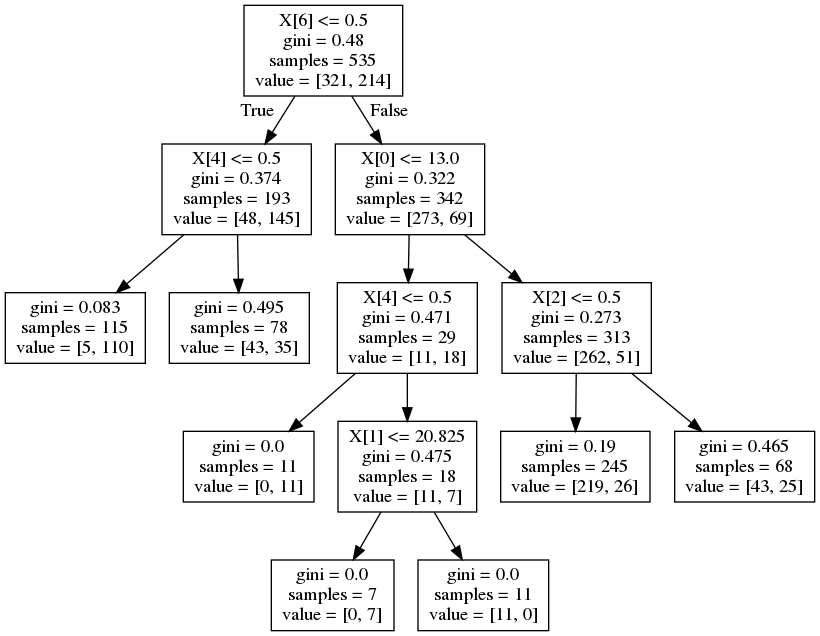 X[6] <= 0.5
gini = 0.48
samples = 535
value = [321, 214]
True
False
X[4] <= 0.5
gini = 0.374
samples = 193
value = [48, 145]
X[0] <= 13.0
gini = 0.322
samples = 342
value = [273, 69]
gini = 0.083
samples = 115
value = [5, 110]
gini = 0.495
samples = 78
value = [43, 35]
X[4] <= 0.5
gini = 0.471
samples = 29
value = [11, 18]
X[2] <= 0.5
gini = 0.273
samples = 313
value = [262, 51]
gini = 0.0
samples = 11
value = [0, 11]
X[1] <= 20.825
gini = 0.475
samples = 18
value = [11, 7]
gini = 0.19
samples = 245
value = [219, 26]
gini = 0.465
samples = 68
value = [43, 25]
gini = 0.0
samples = 7
value = [0, 7]
gini = 0.0
samples = 11
value = [11, 0]